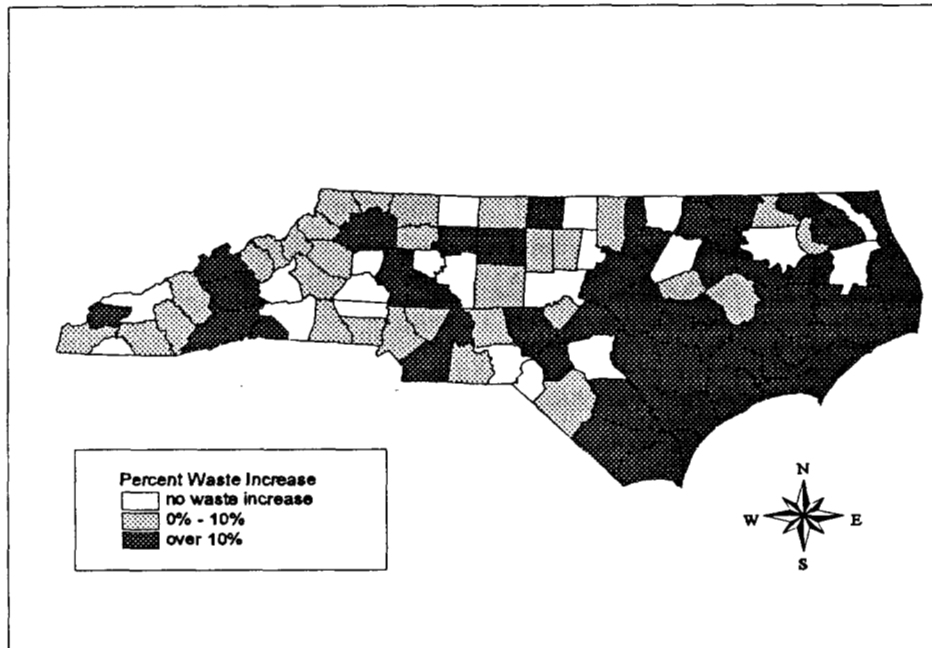 Percent Waste Increase
no waste increase
0% - 10%
over 10%
N
W E
S